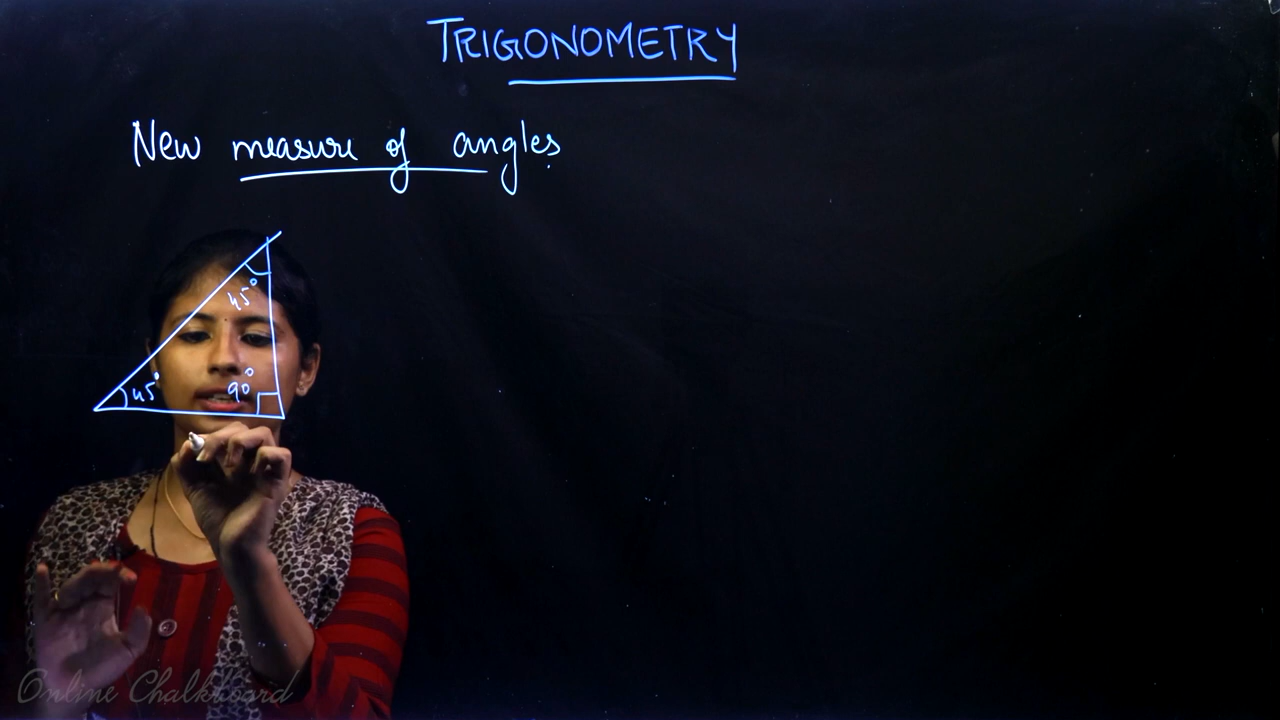 TRIGONOMETRY
New measure of angles
45°
45° 90°
Online Chalkboard